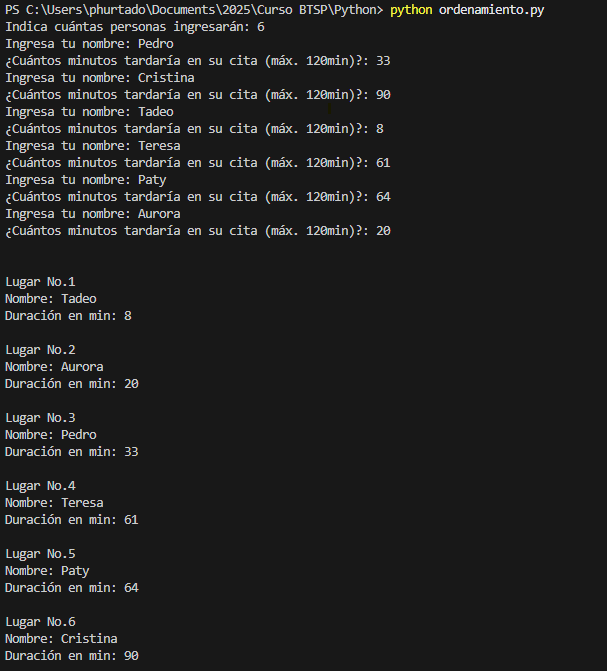 PS C:\Users\phurtado\Documents\2025\Curso BTSP\Python> python ordenamiento.py
Indica cuántas personas ingresarán: 6
Ingresa tu nombre: Pedro
¿Cuántos minutos tardaría en su cita (máx. 120min)?: 33
Ingresa tu nombre: Cristina
¿Cuántos minutos tardaría en su cita (máx. 120min)?: 90
Ingresa tu nombre: Tadeo
¿Cuántos minutos tardaría en su cita (máx. 120min)?: 8
Ingresa tu nombre: Teresa
¿Cuántos minutos tardaría en su cita (máx. 120min)?: 61
Ingresa tu nombre: Paty
¿Cuántos minutos tardaría en su cita (máx. 120min)?: 64
Ingresa tu nombre: Aurora
¿Cuántos minutos tardaría en su cita (máx. 120min)?: 20
Lugar No.1
Nombre: Tadeo
Duración en min: 8
Lugar No.2
Nombre: Aurora
Duración en min: 20
Lugar No.3
Nombre: Pedro
Duración en min: 33
Lugar No.4
Nombre: Teresa
Duración en min: 61
Lugar No.5
Nombre: Paty
Duración en min: 64
Lugar No.6
Nombre: Cristina
Duración en min: 90